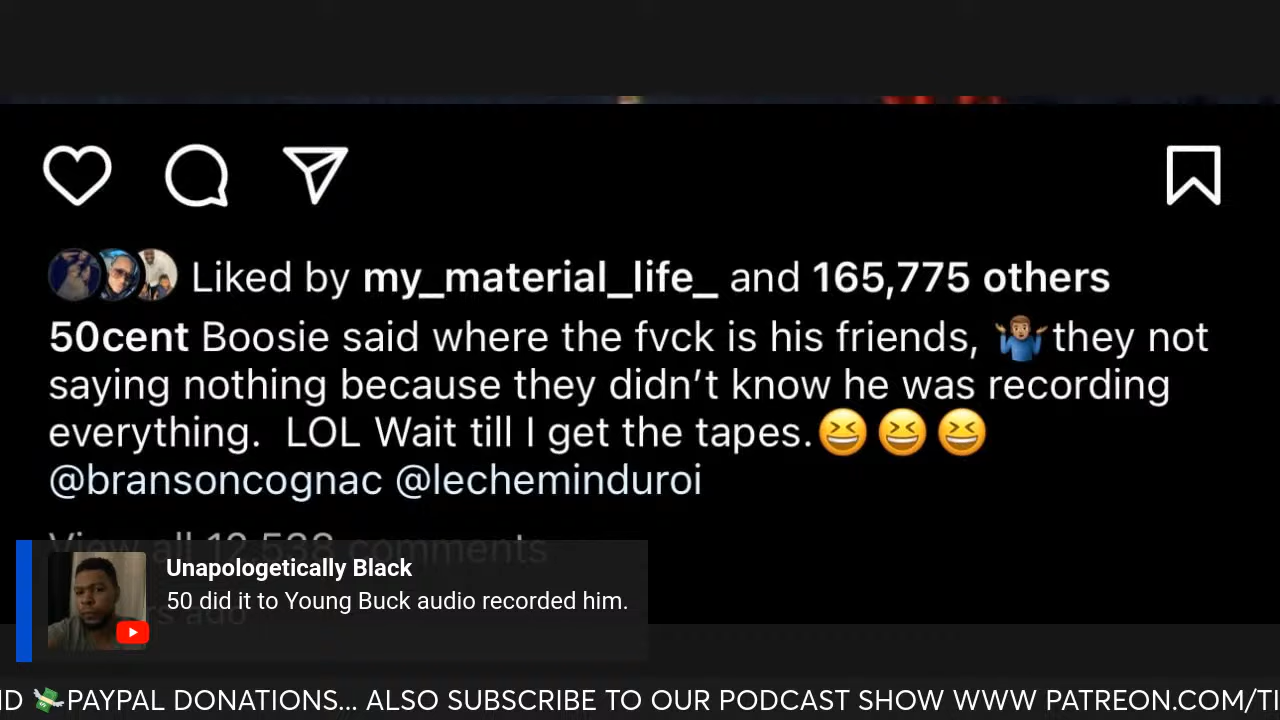 Liked by my_material_life_ and 165,775 others
50cent Boosie said where the fvck is his friends, 🤷🏽‍♂️ they not
saying nothing because they didn’t know he was recording
everything.  LOL Wait till I get the tapes.😆😆😆
@bransoncognac @lecheminduroi
View all 12,538 comments
ago
Unapologetically Black
50 did it to Young Buck audio recorded him.
💸PAYPAL DONATIONS... ALSO SUBSCRIBE TO OUR PODCAST SHOW WWW PATREON.COM/